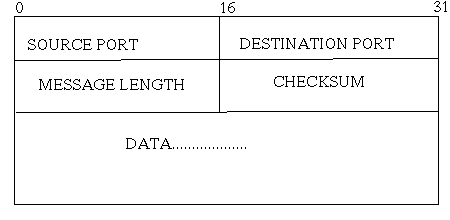 0 16 31
SOURCE PORT DESTINATION PORT
MESSAGE LENGTH CHECKSUM
DATA...................